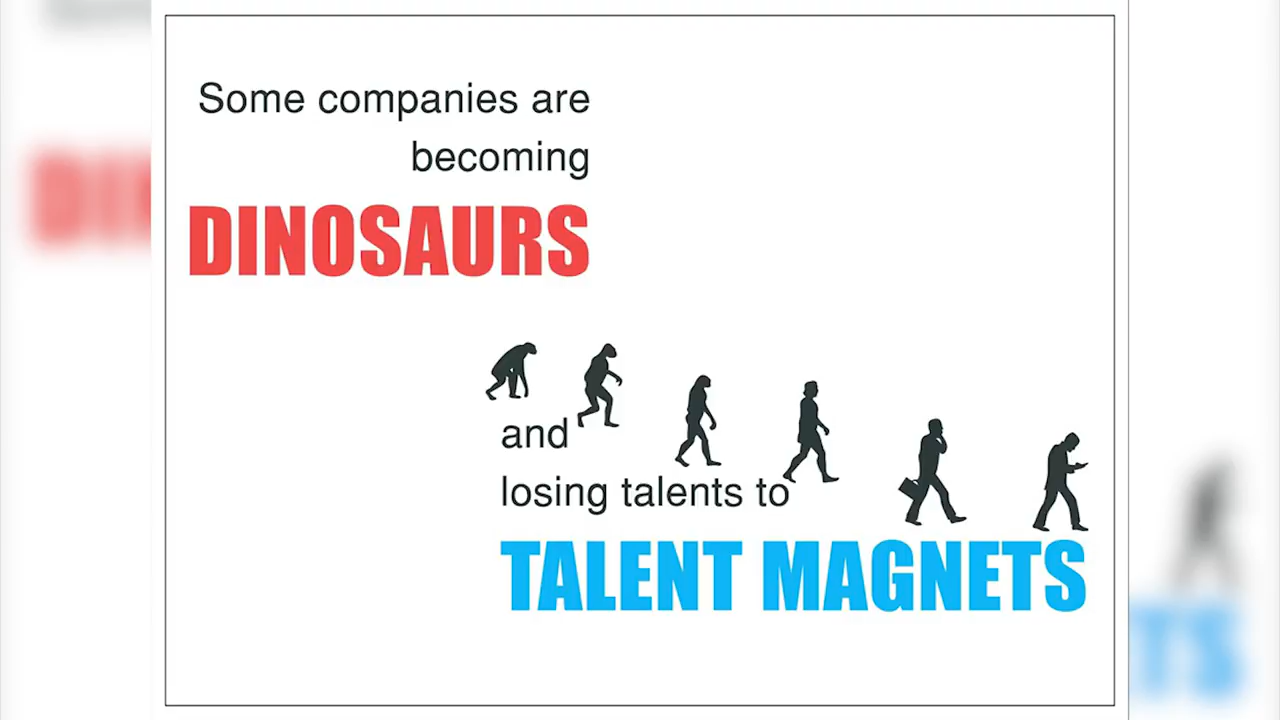 Some companies are
becoming
DINOSAURS
and
losing talents to
TALENT MAGNETS